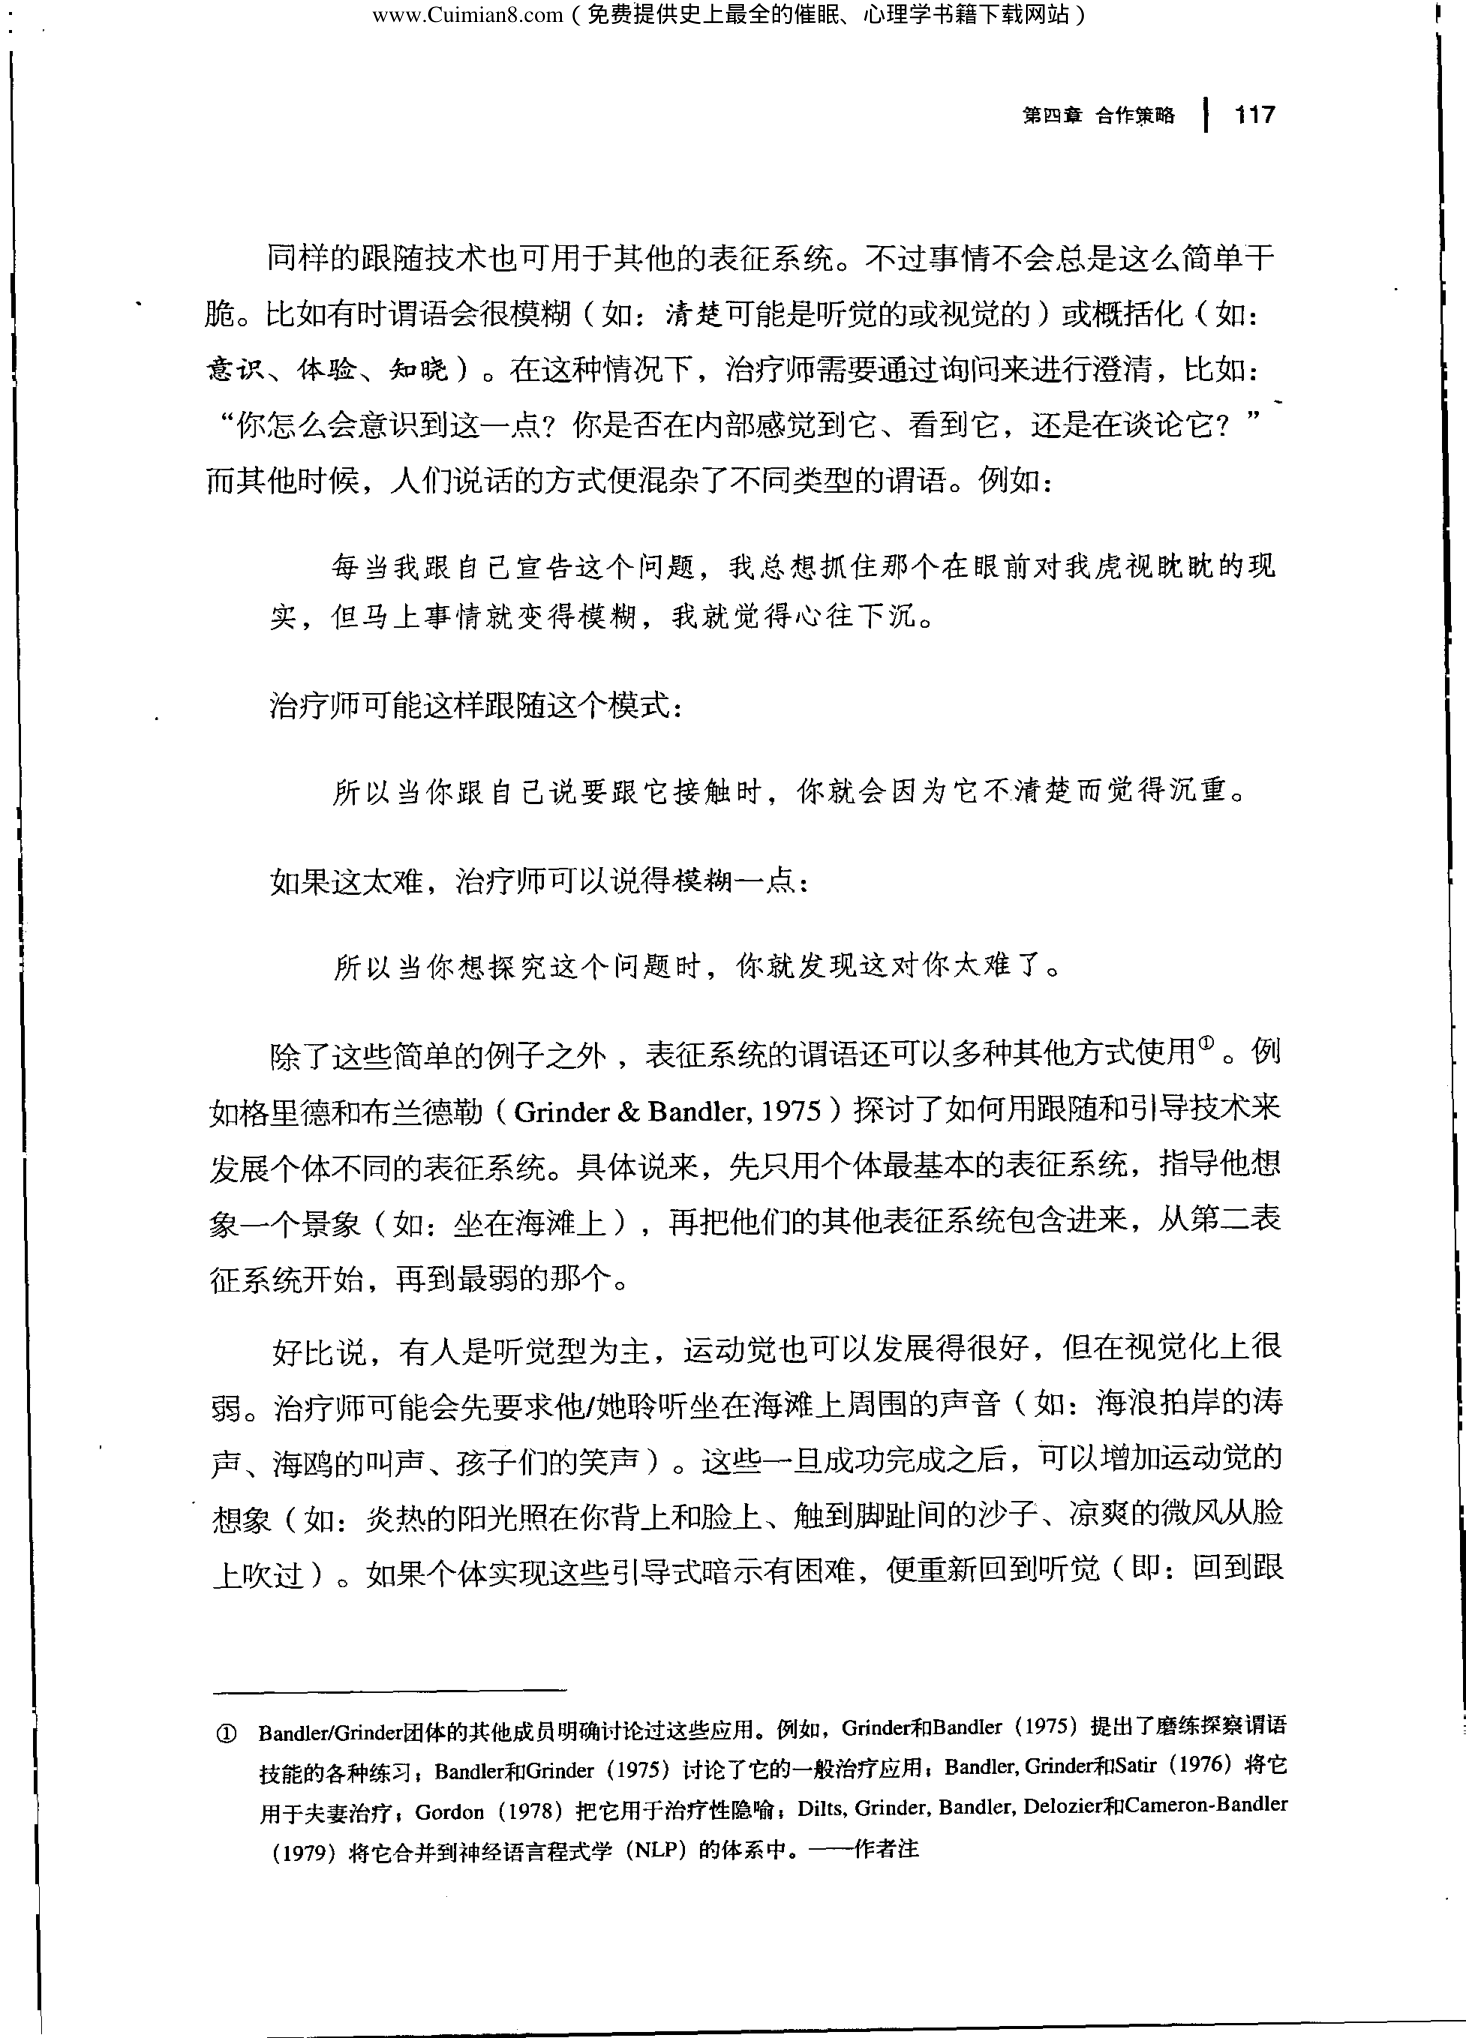 www.Cuimian8.com（免费提供史上最全的催眠、心理学书籍下载网站）
第四章 合作策略 117
同样的跟随技术也可用于其他的表征系统。不过事情不会总是这么简单干
脆。比如有时谓语会很模糊（如：清楚可能是听觉的或视觉的）或概括化（如：
意识、体验、知晓）。在这种情况下，治疗师需要通过询问来进行澄清，比如：
“你怎么会意识到这一点？你是否在内部感觉到它、看到它，还是在谈论它？”
而其他时候，人们说话的方式便混杂了不同类型的谓语。例如：
每当我跟自己宣告这个问题，我总想抓住那个在眼前对我虎视眈眈的现
实，但马上事情就变得模糊，我就觉得心往下沉。
治疗师可能这样跟随这个模式：
所以当你跟自己说要跟它接触时，你就会因为它不清楚而觉得沉重。
如果这太难，治疗师可以说得模糊一点：
所以当你想探究这个问题时，你就发现这对你太难了。
除了这些简单的例子之外，表征系统的谓语还可以多种其他方式使用①。例
如格里德和布兰德勒（Grinder & Bandler, 1975）探讨了如何用跟随和引导技术来
发展个体不同的表征系统。具体说来，先只用个体最基本的表征系统，指导他想
象一个景象（如：坐在海滩上），再把他们的其他表征系统包含进来，从第二表
征系统开始，再到最弱的那个。
好比说，有人是听觉型为主，运动觉也可以发展得很好，但在视觉化上很
弱。治疗师可能会先要求他/她聆听坐在海滩上周围的声音（如：海浪拍岸的涛
声、海鸥的叫声、孩子们的笑声）。这些一旦成功完成之后，可以增加运动觉的
想象（如：炎热的阳光照在你背上和脸上、触到脚趾间的沙子、凉爽的微风从脸
上吹过）。如果个体实现这些引导式暗示有困难，便重新回到听觉（即：回到跟
① Bandler/Grinder团体的其他成员明确讨论过这些应用。例如，Grinder和Bandler（1975）提出了磨练探察谓语
技能的各种练习；Bandler和Grinder（1975）讨论了它的一般治疗应用；Bandler, Grinder和Satir（1976）将它
用于夫妻治疗；Gordon（1978）把它用于治疗性隐喻；Dilts, Grinder, Bandler, Delozier和Cameron-Bandler
（1979）将它合并到神经语言程式学（NLP）的体系中。——作者注